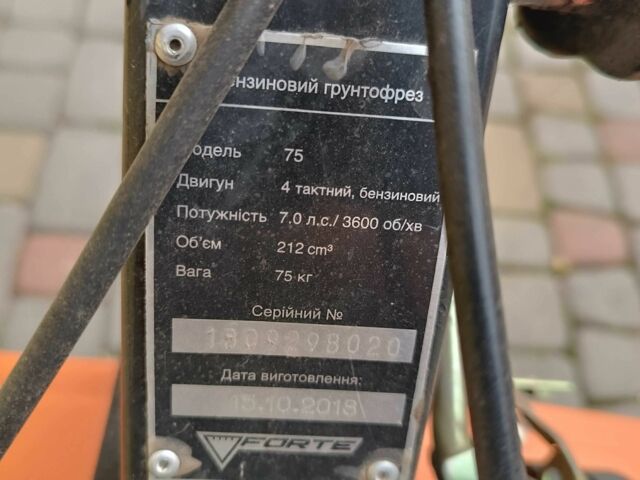 ензиновий грунтофрез
одель 75
Двигун 4 тактний, бензиновий
Потужність 7.0 л.с./ 3600 об/хв
Об'єм 212 cm³
Вага 75 кг
Серійний №
1809298020
Дата виготовлення:
15.10.2018
FORTE